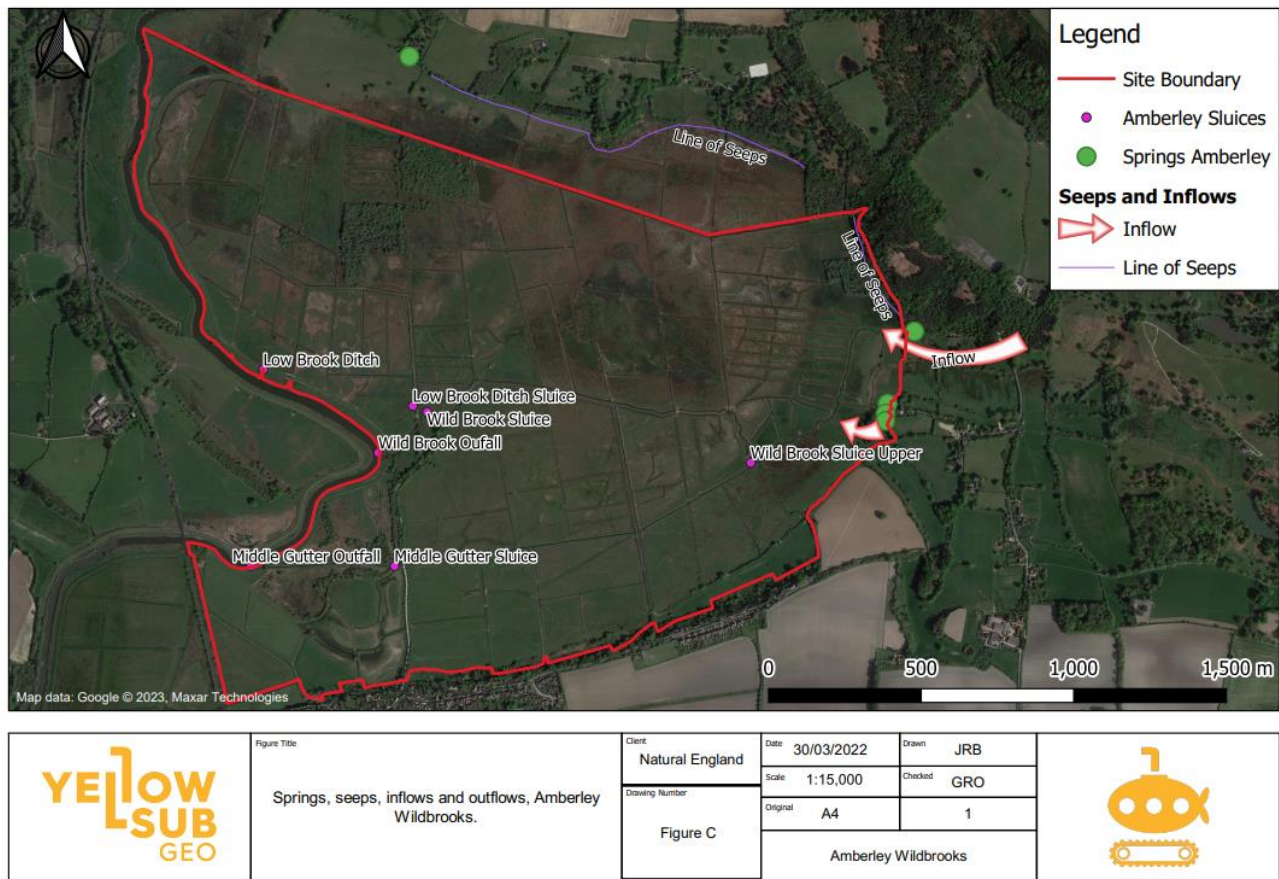 Legend
Site Boundary
Amberley Sluices
Springs Amberley
Seeps and Inflows
Inflow
Line of Seeps
Line of Seeps
Line of Seeps
Inflow
Low Brook Ditch
Low Brook Ditch Sluice
Wild Brook Sluice
Wild Brook Oufall
Wild Brook Sluice Upper
Middle Gutter Outfall
Middle Gutter Sluice
0 500 1,000 1,500 m
Map data: Google © 2023, Maxar Technologies
YELLOW
SUB
GEO
Figure Title
Springs, seeps, inflows and outflows, Amberley
Wildbrooks.
Client
Natural England
Drawing Number
Figure C
Date 30/03/2022
Drawn JRB
Scale 1:15,000
Checked GRO
Original A4
1
Amberley Wildbrooks